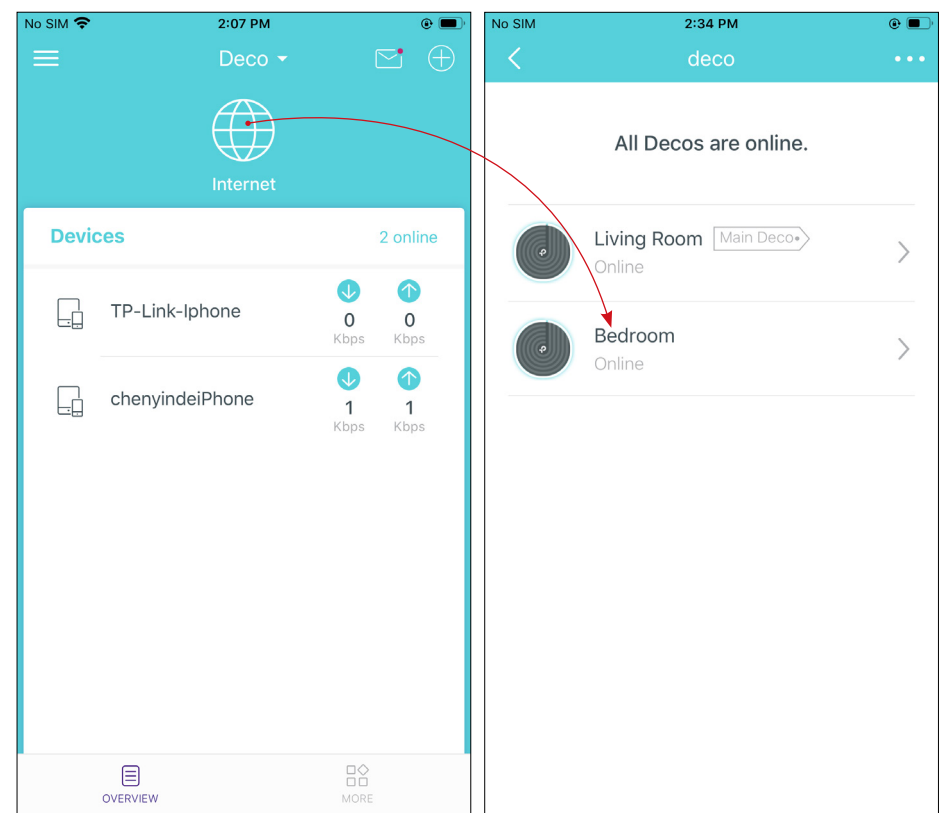 No SIM 2:07 PM
Deco
Internet
Devices 2 online
TP-Link-Iphone
0 0
Kbps Kbps
chenyindeiPhone
1 1
Kbps Kbps
OVERVIEW MORE
No SIM 2:34 PM
deco
All Decos are online.
Living Room Main Deco
Online
Bedroom
Online